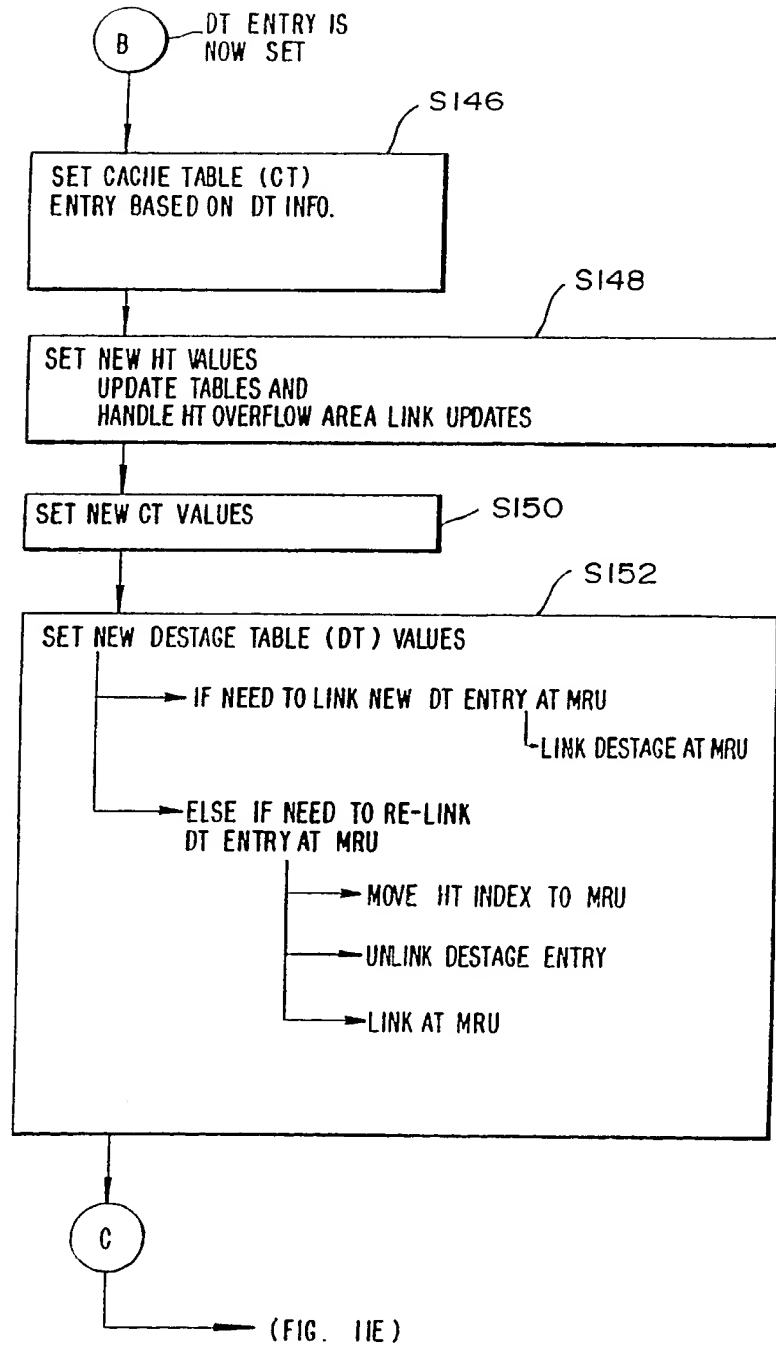 B
DT ENTRY IS
NOW SET
S146
SET CACHE TABLE (CT)
ENTRY BASED ON DT INFO.
S148
SET NEW HT VALUES
UPDATE TABLES AND
HANDLE HT OVERFLOW AREA LINK UPDATES
SET NEW CT VALUES
S150
S152
SET NEW DESTAGE TABLE (DT) VALUES
IF NEED TO LINK NEW DT ENTRY AT MRU
LINK DESTAGE AT MRU
ELSE IF NEED TO RE-LINK
DT ENTRY AT MRU
MOVE HT INDEX TO MRU
UNLINK DESTAGE ENTRY
LINK AT MRU
C
(FIG. 11E)